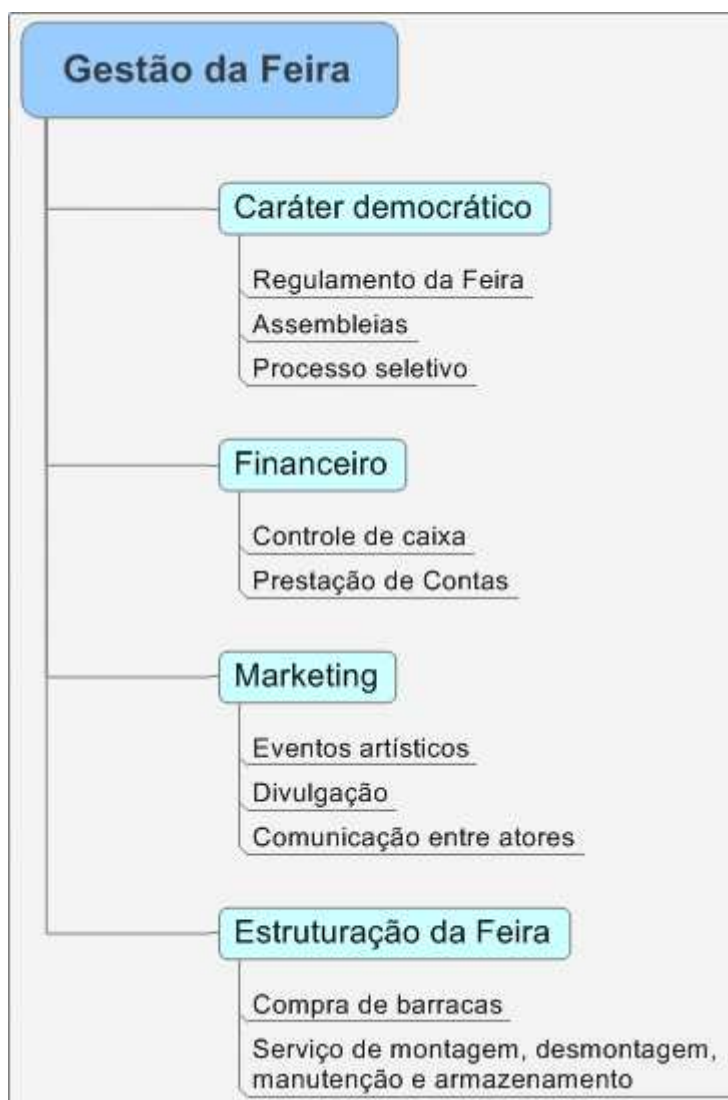 Gestão da Feira
Caráter democrático
Regulamento da Feira
Assembleias
Processo seletivo
Financeiro
Controle de caixa
Prestação de Contas
Marketing
Eventos artísticos
Divulgação
Comunicação entre atores
Estruturação da Feira
Compra de barracas
Serviço de montagem, desmontagem,
manutenção e armazenamento